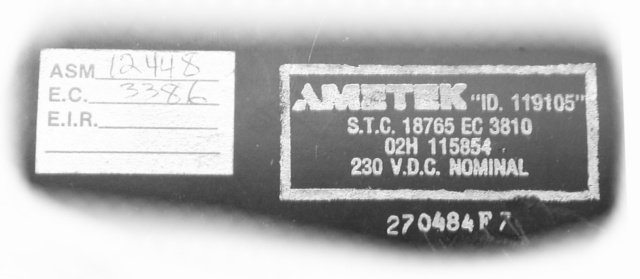 ASM 12448
E.C. 3386
E.I.R.
AMETEK "ID. 119105"
S.T.C. 18765 EC 3810
02H 115854
230 V.D.C. NOMINAL
270484F7